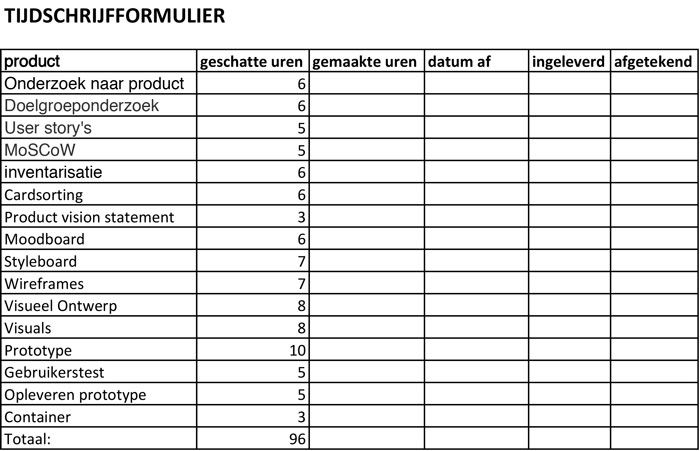 TIJDSCHRIJFFORMULIER
product geschatte uren gemaakte uren datum af ingeleverd afgetekend
Onderzoek naar product 6
Doelgroeponderzoek 6
User story's 5
MoSCoW 5
inventarisatie 6
Cardsorting 6
Product vision statement 3
Moodboard 6
Styleboard 7
Wireframes 7
Visueel Ontwerp 8
Visuals 8
Prototype 10
Gebruikerstest 5
Opleveren prototype 5
Container 3
Totaal: 96